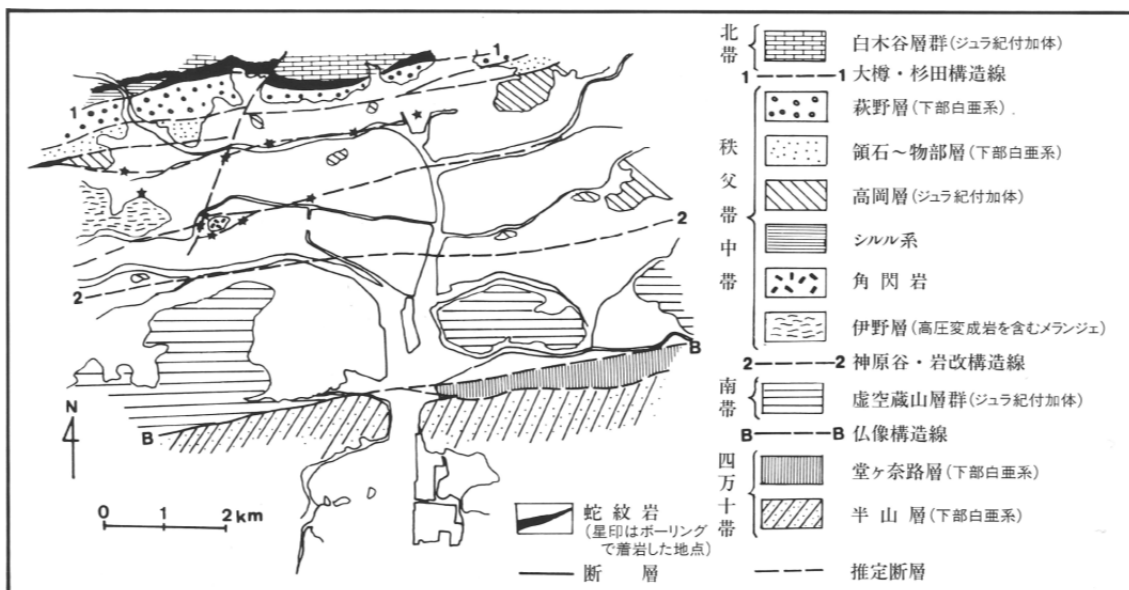 北帯
白木谷層群(ジュラ紀付加体)
1 1 大樽・杉田構造線
秩父帯中帯
萩野層(下部白亜系)
領石～物部層(下部白亜系)
高岡層(ジュラ紀付加体)
シルル系
角閃岩
伊野層(高圧変成岩を含むメランジェ)
2 2 神原谷・岩改構造線
南帯
虚空蔵山層群(ジュラ紀付加体)
B B 仏像構造線
四万十帯
堂ヶ奈路層(下部白亜系)
半山層(下部白亜系)
推定断層
蛇紋岩
(星印はボーリング
で着岩した地点)
断層
1
1
2
2
B
B
N
0 1 2 km